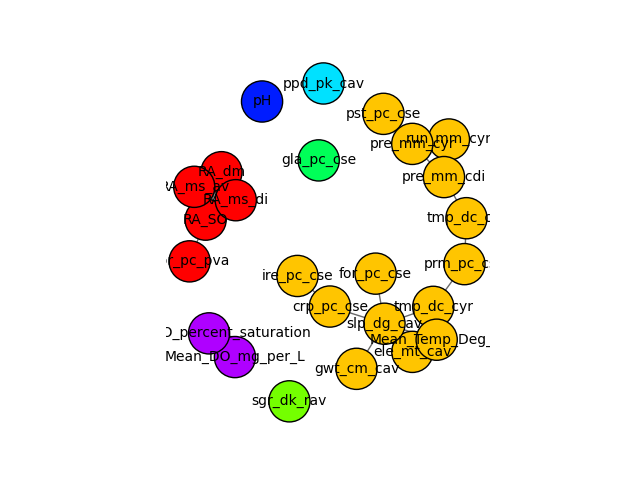 ppd_pk_cav
pH
pst_pc_cse
run_mm_cyr
pre_mm_cyr
gla_pc_cse
RA_dm
pre_mm_cdi
RA_ms_av
RA_ms_di
tmp_dc_c
RA_SO
r_pc_pva
prm_pc_c
ire_pc_cse
for_pc_cse
crp_pc_cse
tmp_dc_cyr
slp_dg_cav
O_percent_saturation
Mean_Temp_Deg_
ele_mt_cav
Mean_DO_mg_per_L
gwt_cm_cav
sgr_dk_rav